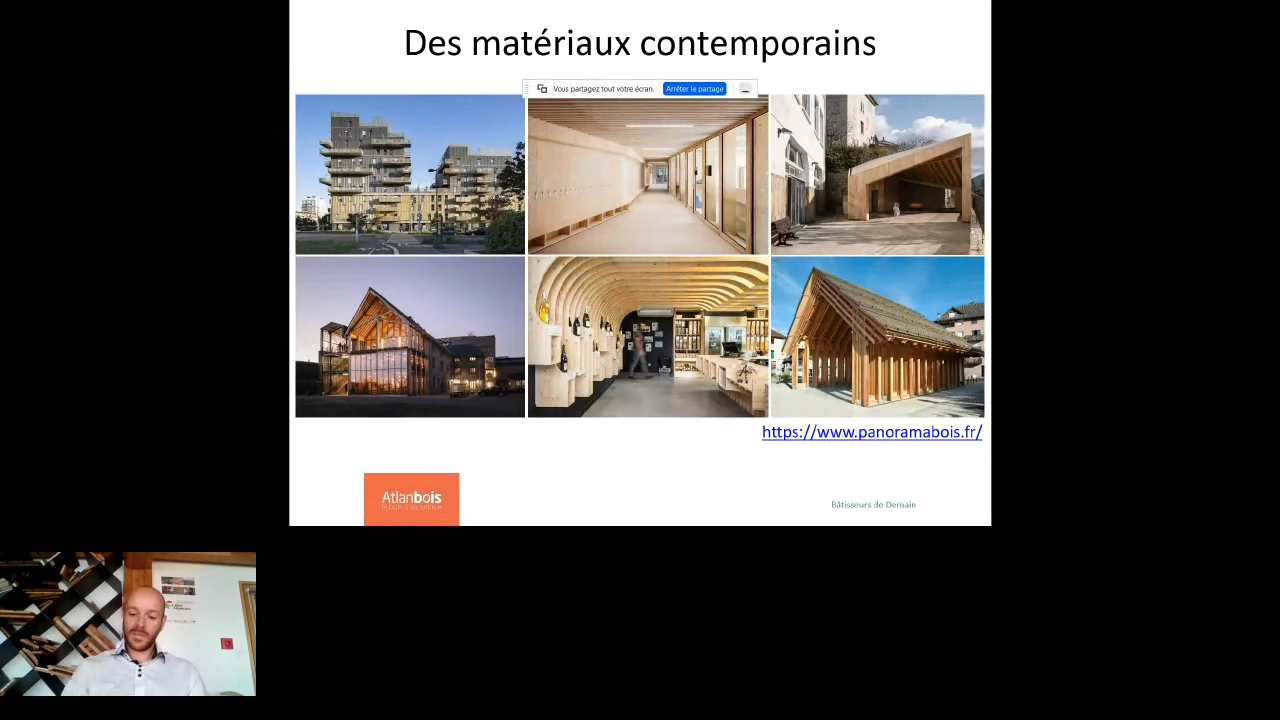 Des matériaux contemporains
Vous partagez tout votre écran. Arrêter le partage
https://www.panoramabois.fr/
Atlanbois
Bâtisseurs de Demain